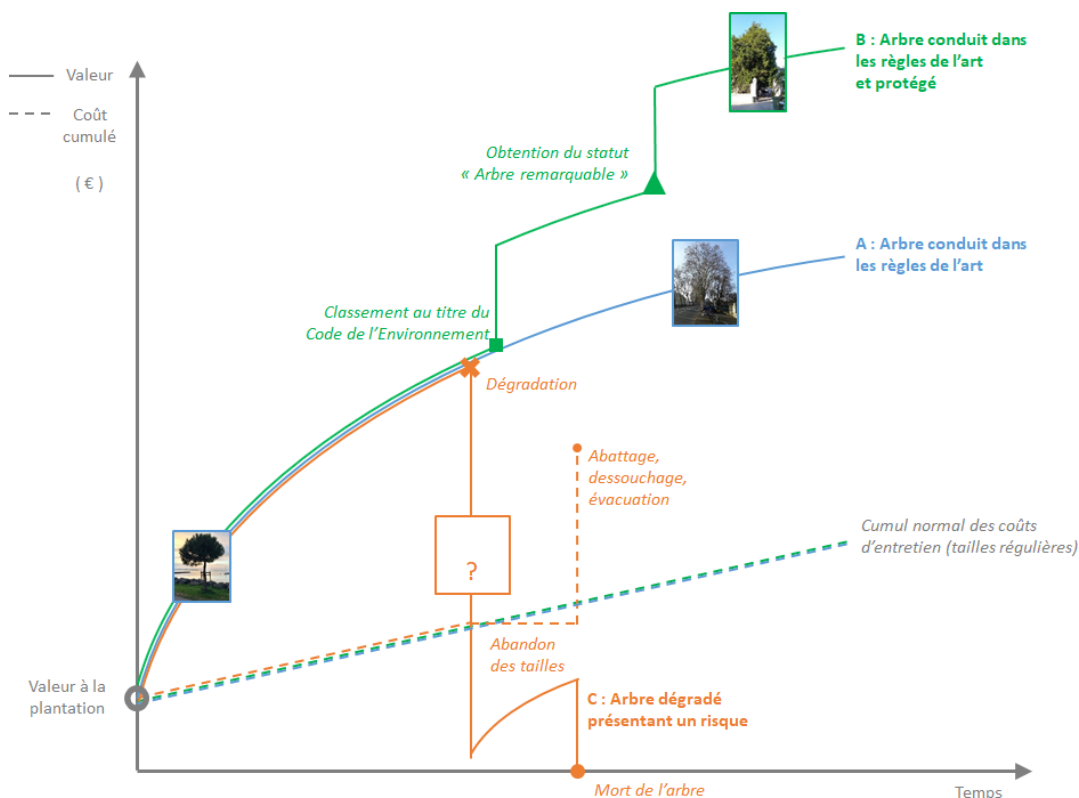 Valeur
Coût
cumulé
( € )
B : Arbre conduit dans
les règles de l’art
et protégé
Obtention du statut
« Arbre remarquable »
A : Arbre conduit dans
les règles de l’art
Classement au titre du
Code de l’Environnement
Dégradation
Abattage,
dessouchage,
évacuation
?
Cumul normal des coûts
d’entretien (tailles régulières)
Abandon
des tailles
Valeur à la
plantation
C : Arbre dégradé
présentant un risque
Mort de l’arbre
Temps